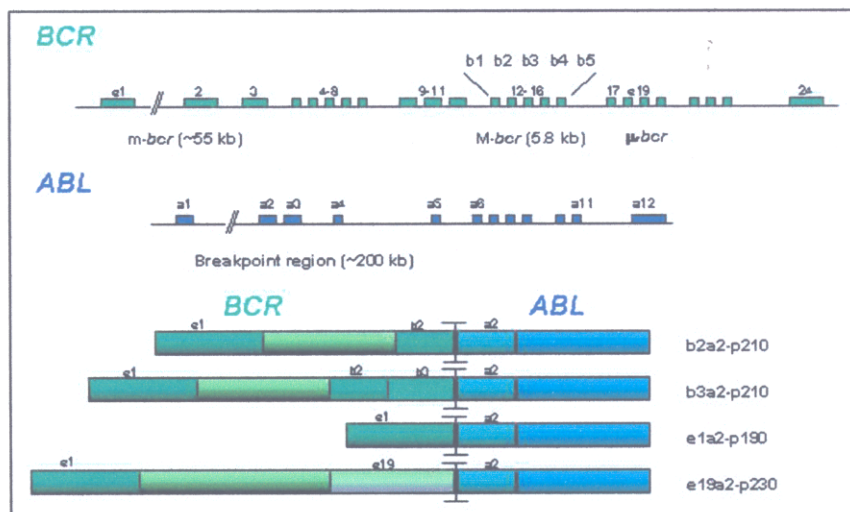 BCR
b1 b2 b3 b4 b5
e1 2 3 4-8 9-11 12-16 17 e19 24
m-bcr (~55 kb) M-bcr (5.8 kb) μ-bcr
ABL
a1 a2 a3 a4 a5 a6 a11 a12
Breakpoint region (~200 kb)
BCR ABL
e1 b2 a2 b2a2-p210
e1 b2 b3 a2 b3a2-p210
e1 a2 e1a2-p190
e1 e19 a2 e19a2-p230